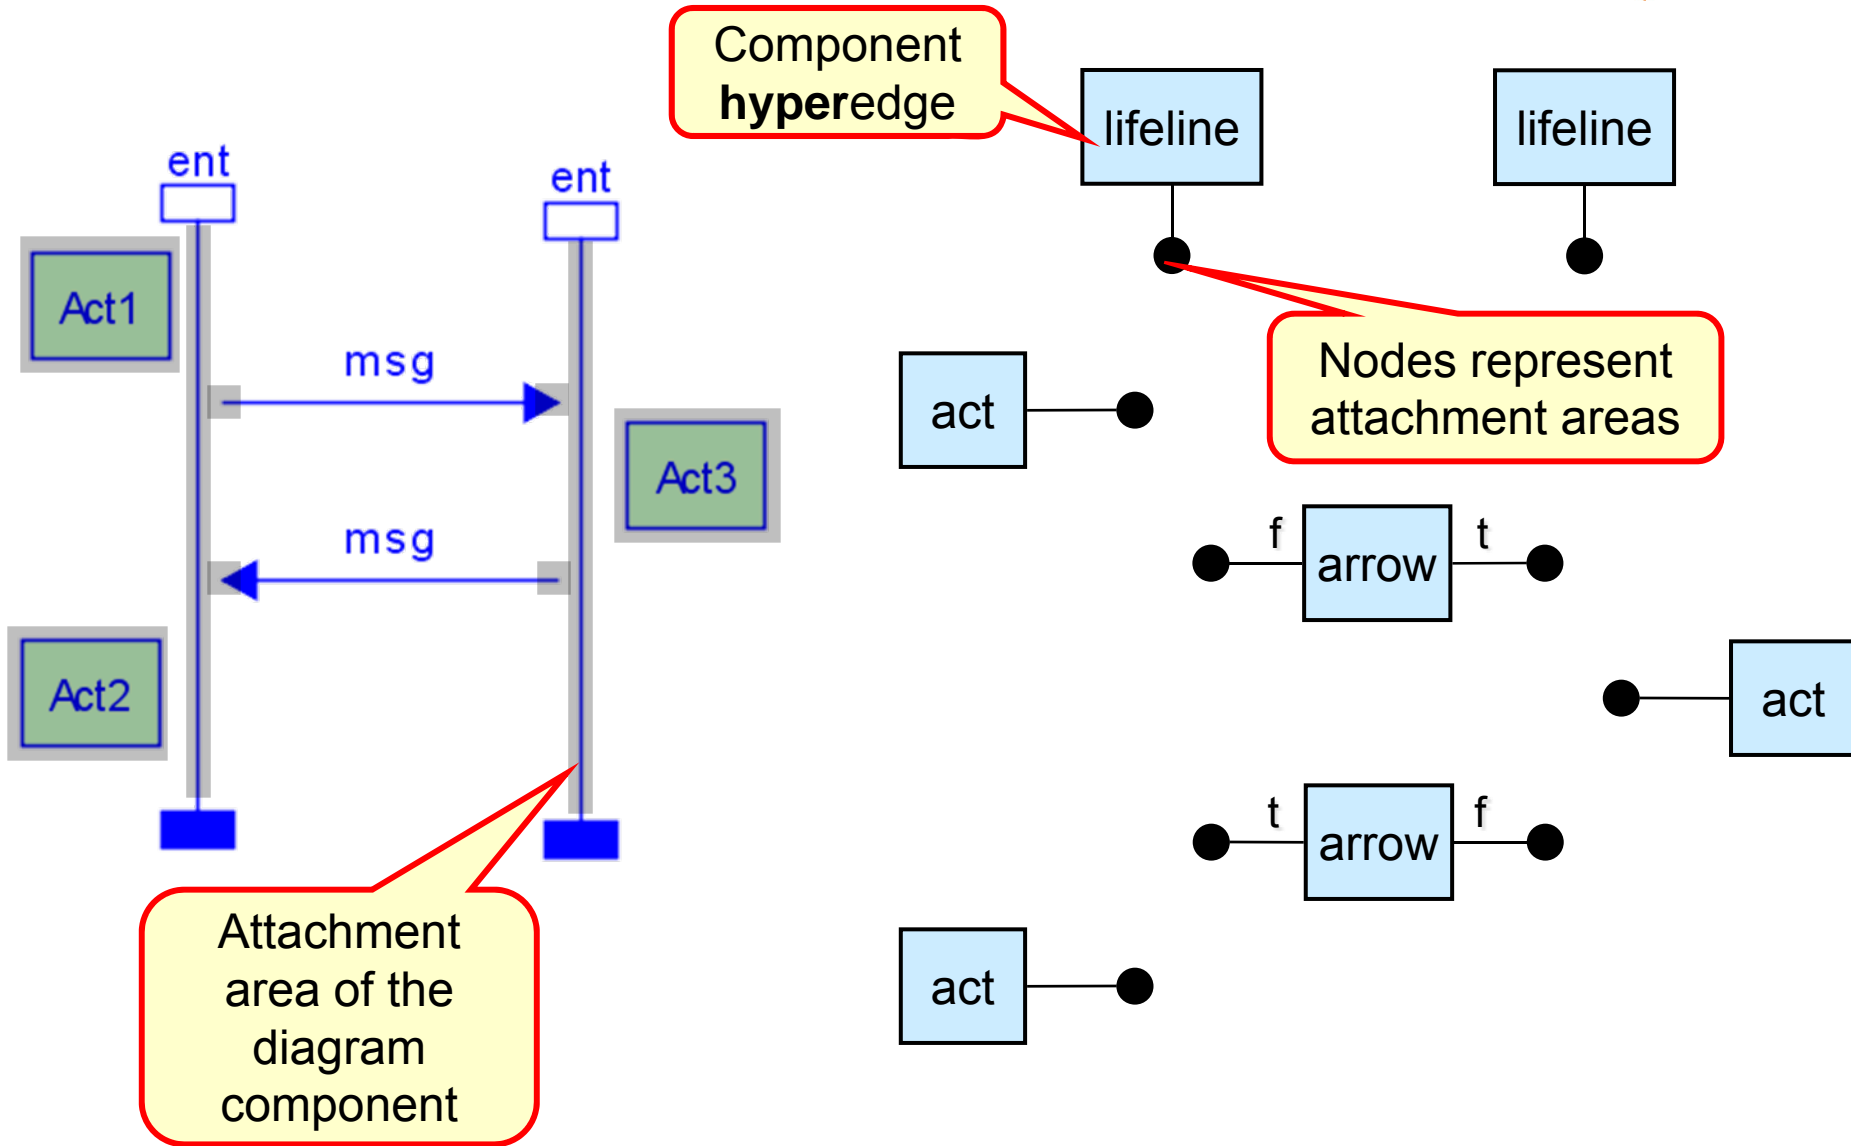 Component
hyperedge
lifeline
lifeline
ent
ent
Act1
msg
Nodes represent
attachment areas
act
Act3
f
t
arrow
msg
Act2
act
t
f
arrow
Attachment
area of the
diagram
component
act